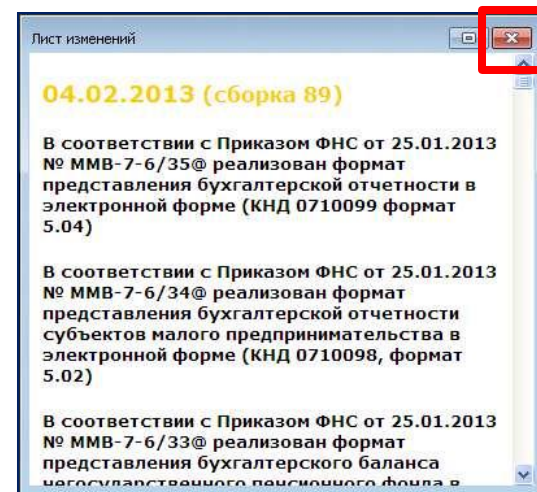 Лист изменений
04.02.2013 (сборка 89)
В соответствии с Приказом ФНС от 25.01.2013
№ ММВ-7-6/35@ реализован формат
представления бухгалтерской отчетности в
электронной форме (КНД 0710099 формат
5.04)
В соответствии с Приказом ФНС от 25.01.2013
№ ММВ-7-6/34@ реализован формат
представления бухгалтерской отчетности
субъектов малого предпринимательства в
электронной форме (КНД 0710098, формат
5.02)
В соответствии с Приказом ФНС от 25.01.2013
№ ММВ-7-6/33@ реализован формат
представления бухгалтерского баланса
негосударственного пенсионного фонда в